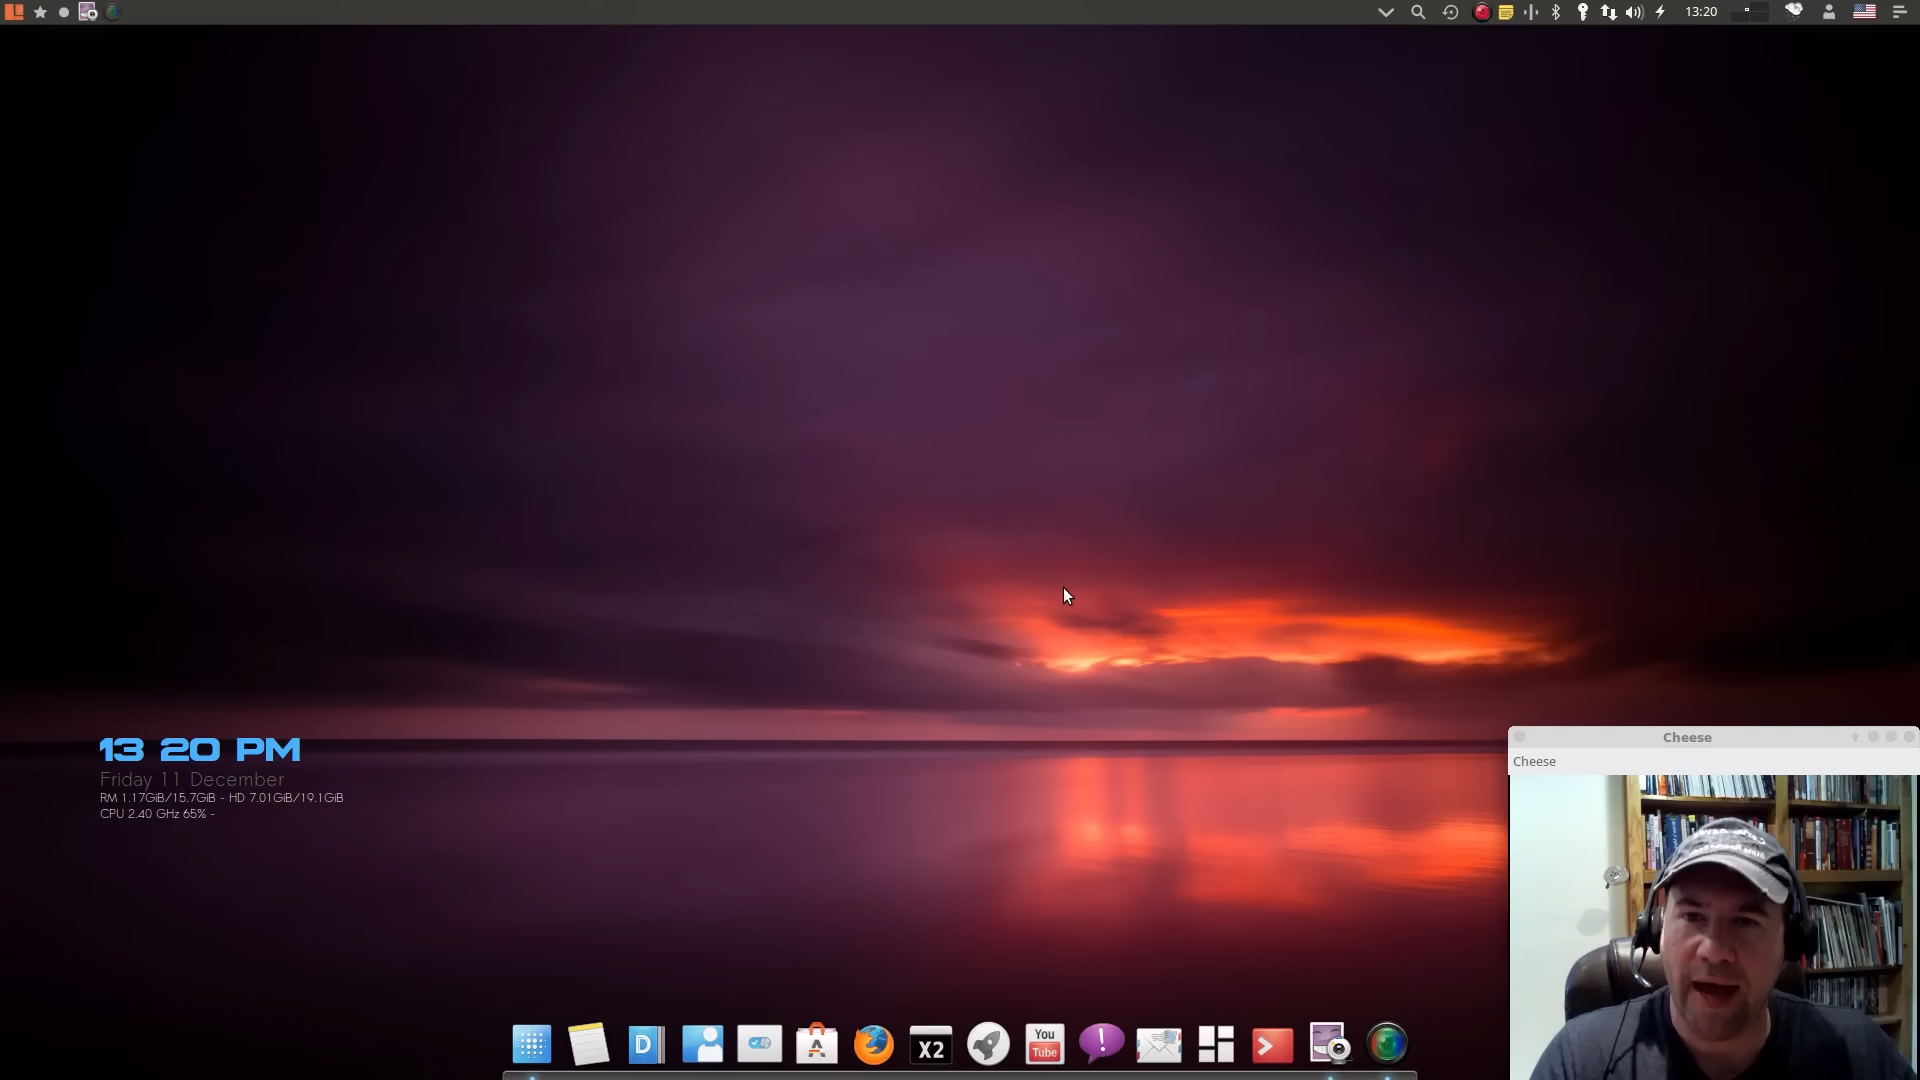 13:20
13 20 PM
Friday 11 December
RM 1.17GiB/15.7GiB - HD 7.01GiB/19.1GiB
CPU 2.40 GHz 65% -
Cheese
Cheese
D
A
X2
You
Tube
!